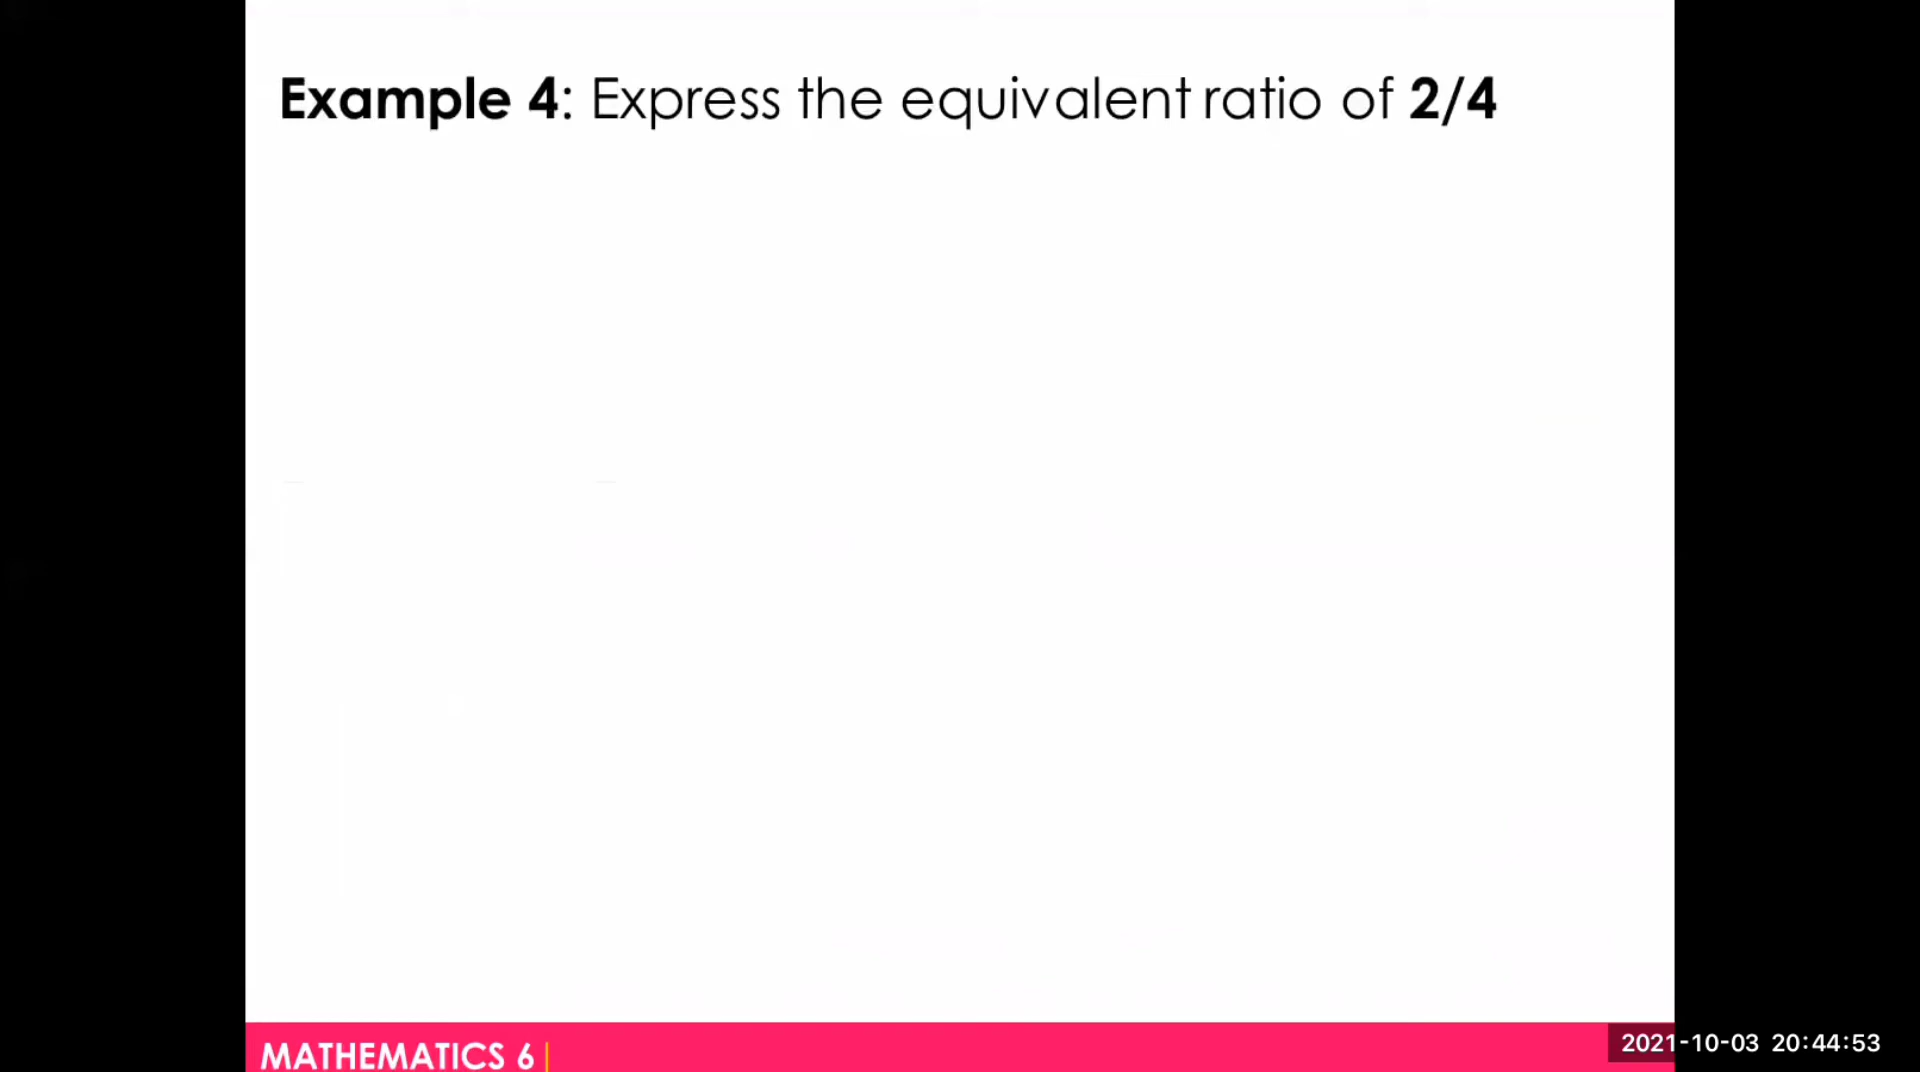 Example 4: Express the equivalent ratio of 2/4
MATHEMATICS 6|
2021-10-03 20:44:53